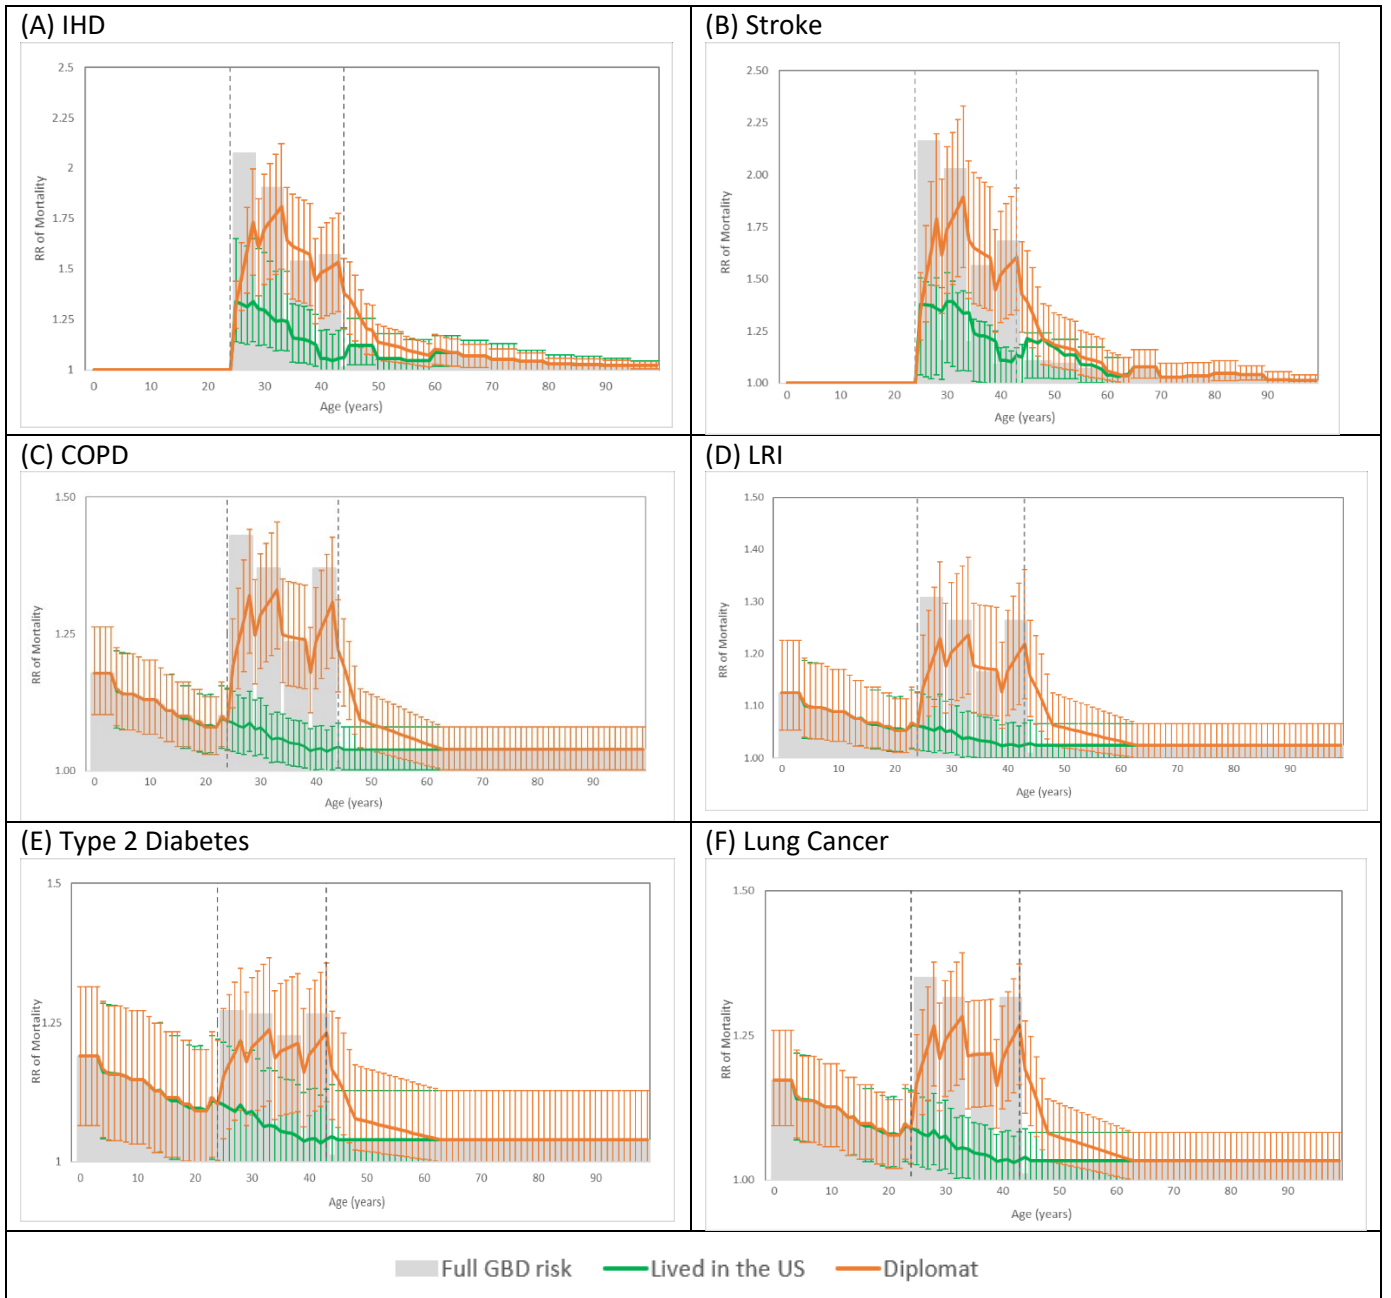 (A) IHD
2.5
2
1.75
1.5
1.25
1
RR of Mortality
0 10 20 30 40 50 60 70 80 90
Age (years)
(B) Stroke
2.50
2.25
2.00
1.75
1.50
1.25
1.00
RR of Mortality
0 10 20 30 40 50 60 70 80 90
Age (years)
(C) COPD
1.50
1.25
1.00
RR of Mortality
0 10 20 30 40 50 60 70 80 90
Age (years)
(D) LRI
1.50
1.40
1.30
1.20
1.10
1.00
RR of Mortality
0 10 20 30 40 50 60 70 80 90
Age (years)
(E) Type 2 Diabetes
1.5
1.25
1
RR of Mortality
0 10 20 30 40 50 60 70 80 90
Age (years)
(F) Lung Cancer
1.50
1.25
1.00
RR of Mortality
0 10 20 30 40 50 60 70 80 90
Age (years)
Full GBD risk Lived in the US Diplomat